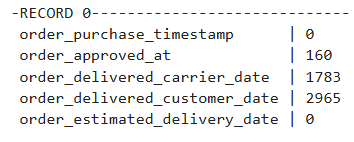 -RECORD 0----------------------------
order_purchase_timestamp | 0
order_approved_at | 160
order_delivered_carrier_date | 1783
order_delivered_customer_date | 2965
order_estimated_delivery_date | 0